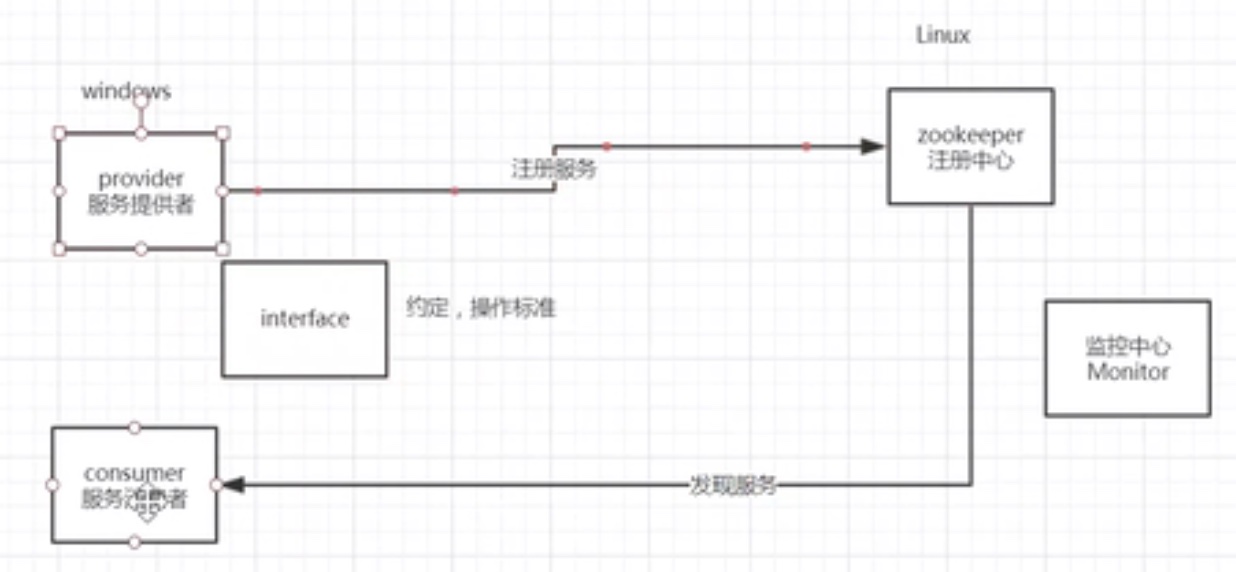 Linux
windows
provider
服务提供者
注册服务
zookeeper
注册中心
interface
约定，操作标准
监控中心
Monitor
consumer
服务消费者
发现服务